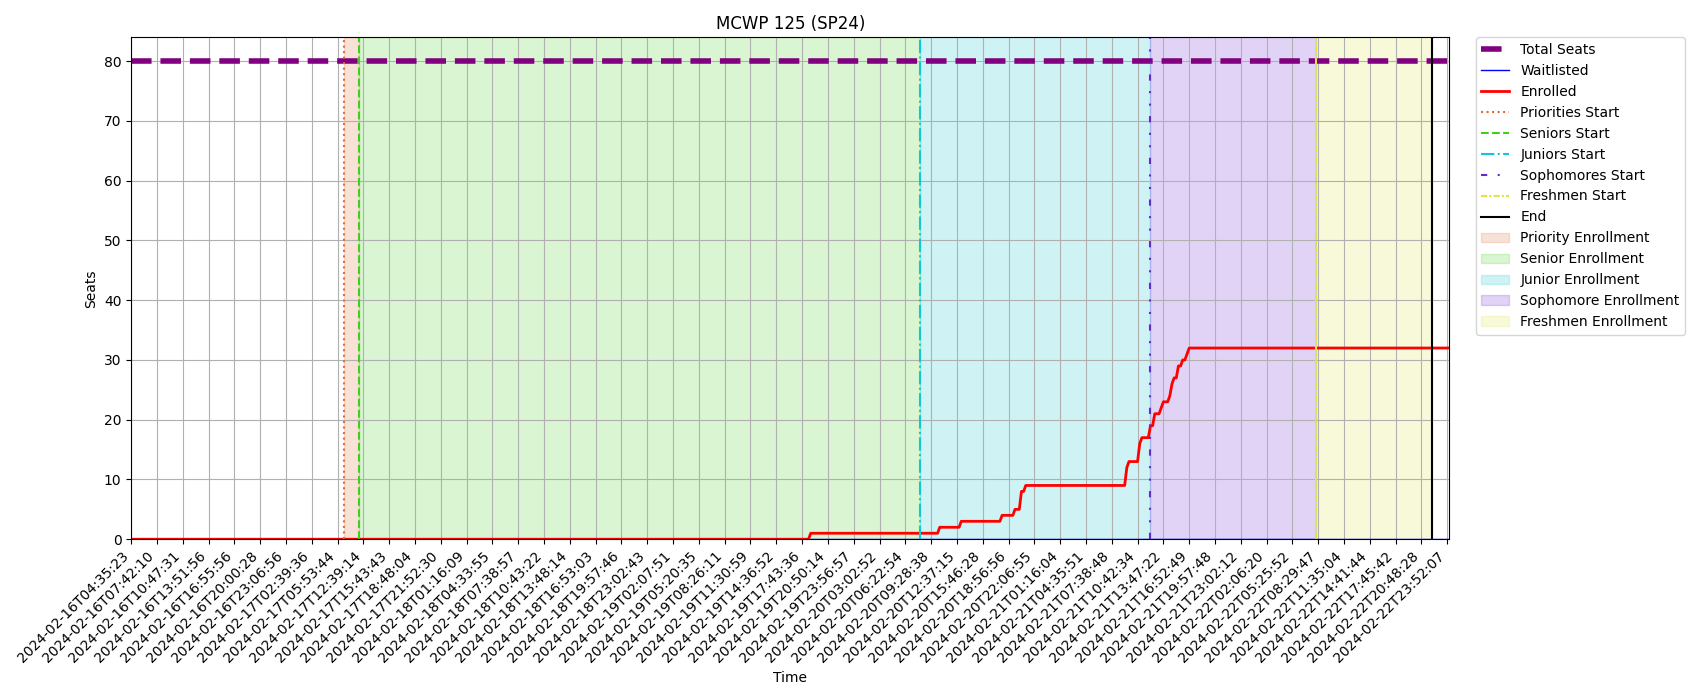 MCWP 125 (SP24)
Seats
80
70
60
50
40
30
20
10
0
2024-02-16T04:35:23
2024-02-16T07:42:10
2024-02-16T10:47:31
2024-02-16T13:51:56
2024-02-16T16:55:56
2024-02-16T20:00:28
2024-02-16T23:06:56
2024-02-17T02:39:36
2024-02-17T05:53:44
2024-02-17T12:39:14
2024-02-17T15:43:43
2024-02-17T18:48:04
2024-02-17T21:52:30
2024-02-18T01:16:09
2024-02-18T04:33:55
2024-02-18T07:38:57
2024-02-18T10:43:22
2024-02-18T13:48:14
2024-02-18T16:53:03
2024-02-18T19:57:46
2024-02-18T23:02:43
2024-02-19T02:07:51
2024-02-19T05:20:35
2024-02-19T08:26:11
2024-02-19T11:30:59
2024-02-19T14:36:52
2024-02-19T17:43:36
2024-02-19T20:50:14
2024-02-19T23:56:57
2024-02-20T03:02:52
2024-02-20T06:22:54
2024-02-20T09:28:38
2024-02-20T12:37:15
2024-02-20T15:46:28
2024-02-20T18:56:56
2024-02-20T22:06:55
2024-02-21T01:16:04
2024-02-21T04:35:51
2024-02-21T07:38:48
2024-02-21T10:42:34
2024-02-21T13:47:22
2024-02-21T16:52:49
2024-02-21T19:57:48
2024-02-21T23:02:12
2024-02-22T02:06:20
2024-02-22T05:25:52
2024-02-22T08:29:47
2024-02-22T11:35:04
2024-02-22T14:41:44
2024-02-22T17:45:42
2024-02-22T20:48:28
2024-02-22T23:52:07
Time
Total Seats
Waitlisted
Enrolled
Priorities Start
Seniors Start
Juniors Start
Sophomores Start
Freshmen Start
End
Priority Enrollment
Senior Enrollment
Junior Enrollment
Sophomore Enrollment
Freshmen Enrollment